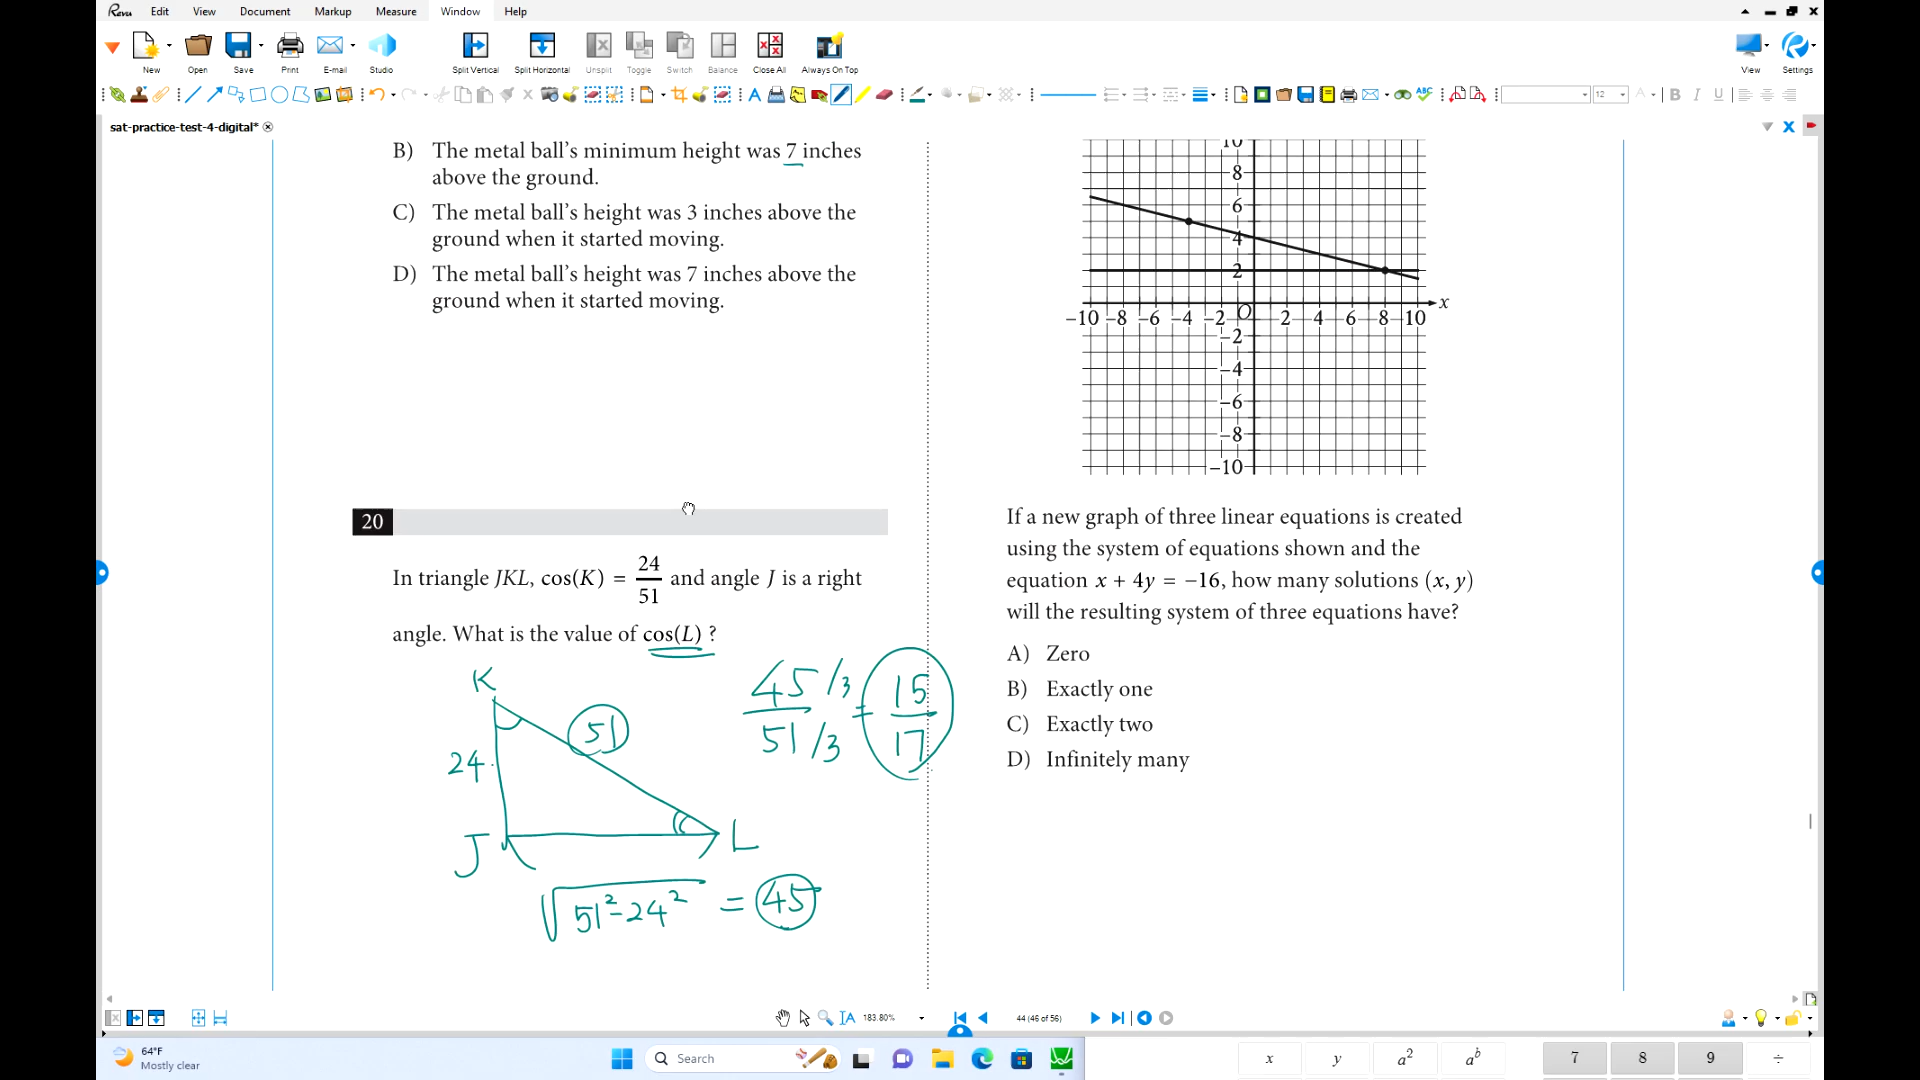 Revu Edit View Document Markup Measure Window Help
New Open Save Print E-mail Studio Split Vertical Split Horizontal Unsplit Toggle Switch Balance Close All Always On Top View Settings
12 A B I U
sat-practice-test-4-digital*
B) The metal ball's minimum height was 7 inches
above the ground.
C) The metal ball's height was 3 inches above the
ground when it started moving.
D) The metal ball's height was 7 inches above the
ground when it started moving.
20
In triangle JKL, cos(K) = 24/51 and angle J is a right
angle. What is the value of cos(L) ?
K
51
24
J
L
√51²-24² = 45
45/3
51/3
= 15/17
10
8
6
4
2
x
-10 -8 -6 -4 -2 O 2 4 6 8 10
-2
-4
-6
-8
-10
If a new graph of three linear equations is created
using the system of equations shown and the
equation x + 4y = −16, how many solutions (x, y)
will the resulting system of three equations have?
A) Zero
B) Exactly one
C) Exactly two
D) Infinitely many
183.80% 44 (46 of 56)
64°F
Mostly clear
Search
x y a² aᵇ 7 8 9 ÷